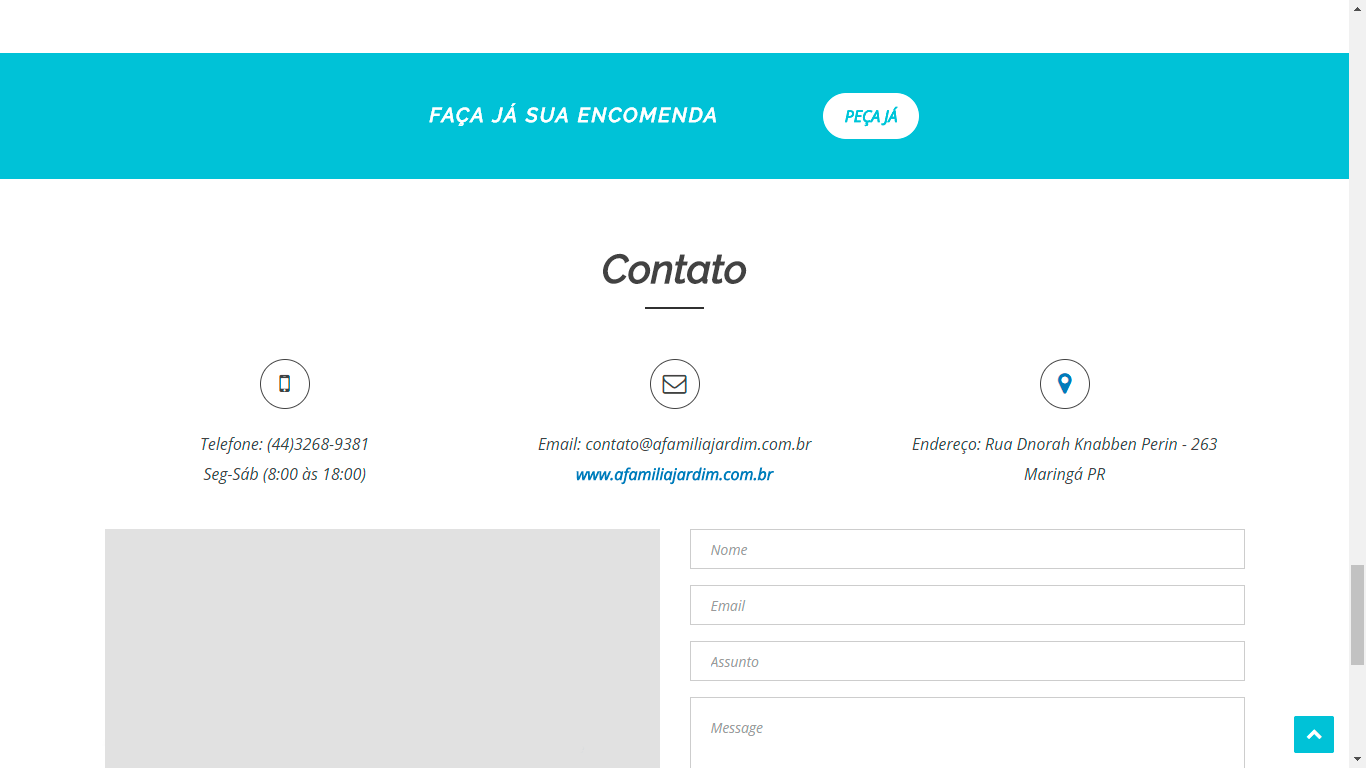 FAÇA JÁ SUA ENCOMENDA
PEÇA JÁ
Contato
Telefone: (44)3268-9381
Seg-Sáb (8:00 às 18:00)
Email: contato@afamiliajardim.com.br
www.afamiliajardim.com.br
Endereço: Rua Dnorah Knabben Perin - 263
Maringá PR
Nome
Email
Assunto
Message